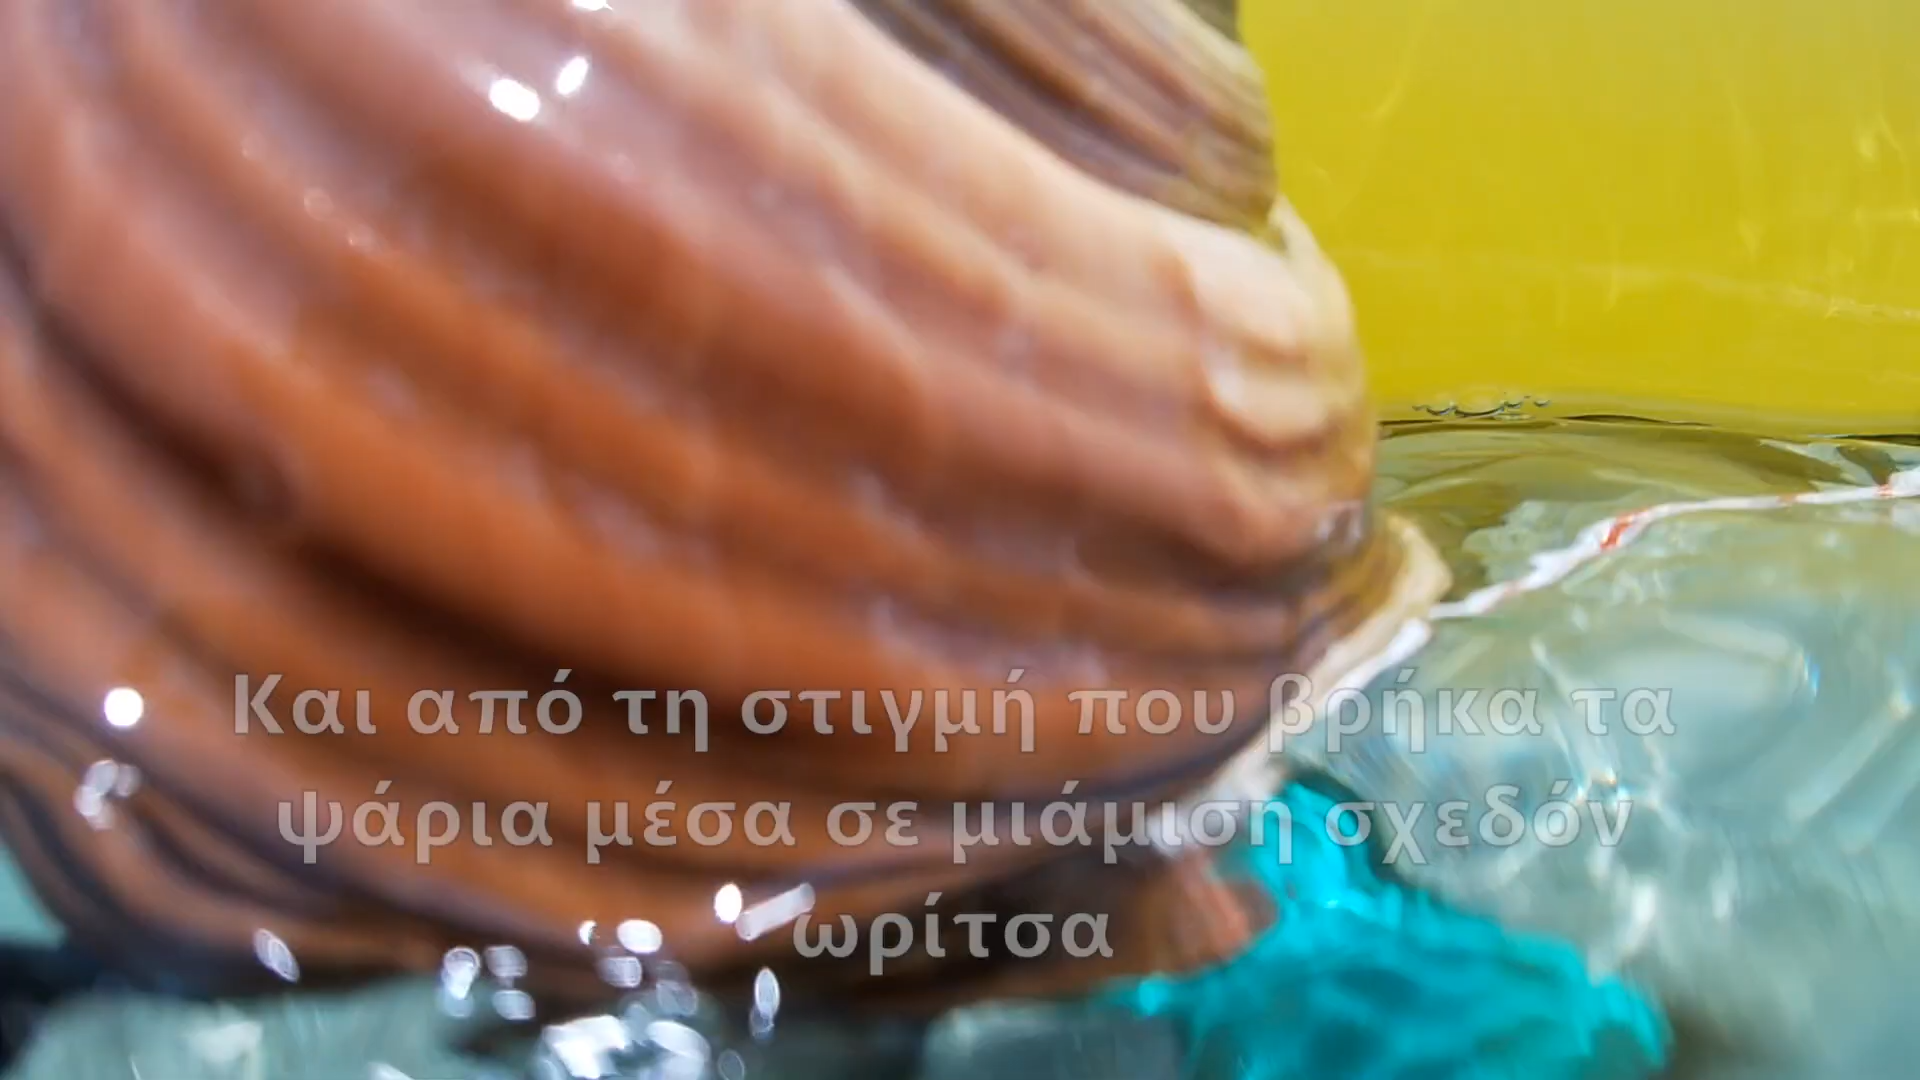 Και από τη στιγμή που βρήκα τα
ψάρια μέσα σε μιάμιση σχεδόν
ωρίτσα